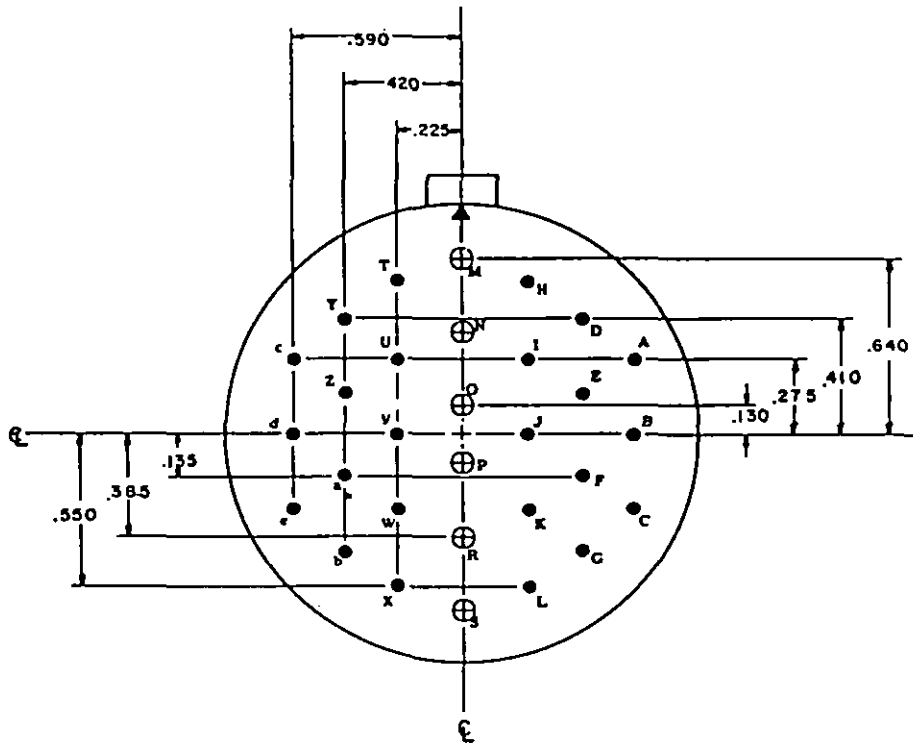 .590
420
.225
T
M
H
Y
N
D
c
U
I
A
Z
O
E
.640
.410
.275
.130
C L
d
V
J
B
.135
.385
.550
a
P
F
e
W
K
C
b
R
G
X
L
S
C L